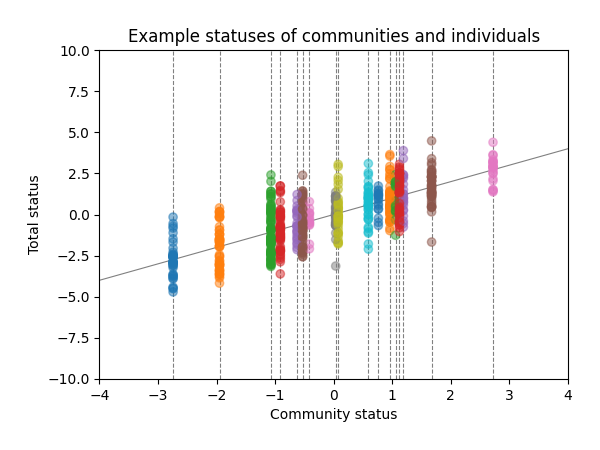 Example statuses of communities and individuals
10.0
7.5
5.0
2.5
0.0
−2.5
−5.0
−7.5
−10.0
Total status
−4 −3 −2 −1 0 1 2 3 4
Community status